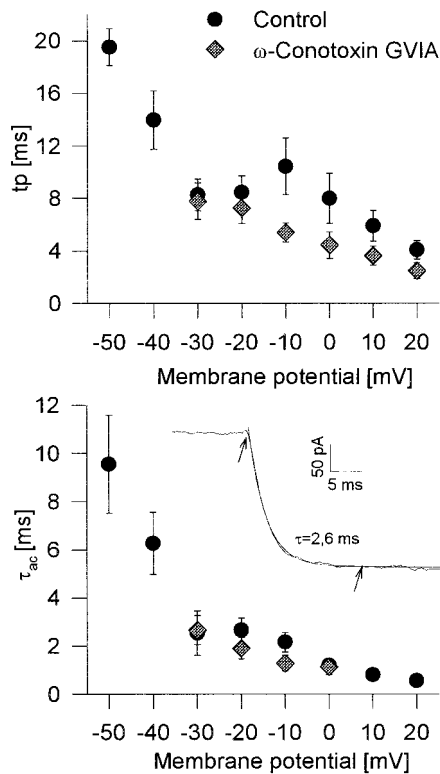 Control
ω-Conotoxin GVIA
20
16
12
8
4
0
tp [ms]
-50 -40 -30 -20 -10 0 10 20
Membrane potential [mV]
12
10
8
6
4
2
0
τac [ms]
50 pA
5 ms
τ=2,6 ms
-50 -40 -30 -20 -10 0 10 20
Membrane potential [mV]